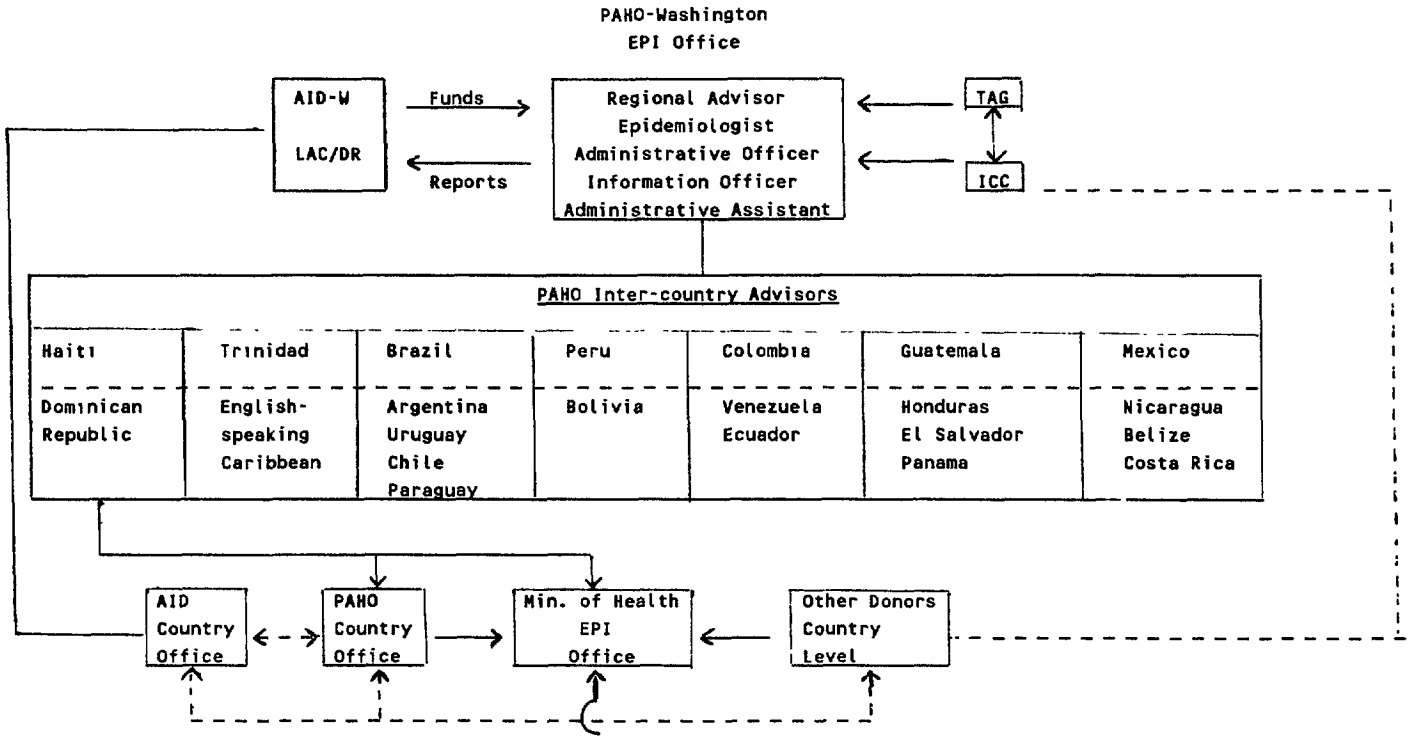 PAHO-Washington
EPI Office
AID-W
LAC/DR
Funds
Reports
Regional Advisor
Epidemiologist
Administrative Officer
Information Officer
Administrative Assistant
TAG
ICC
PAHO Inter-country Advisors
Haiti
Trinidad
Brazil
Peru
Colombia
Guatemala
Mexico
Dominican
Republic
English-
speaking
Caribbean
Argentina
Uruguay
Chile
Paraguay
Bolivia
Venezuela
Ecuador
Honduras
El Salvador
Panama
Nicaragua
Belize
Costa Rica
AID
Country
Office
PAHO
Country
Office
Min. of Health
EPI
Office
Other Donors
Country
Level